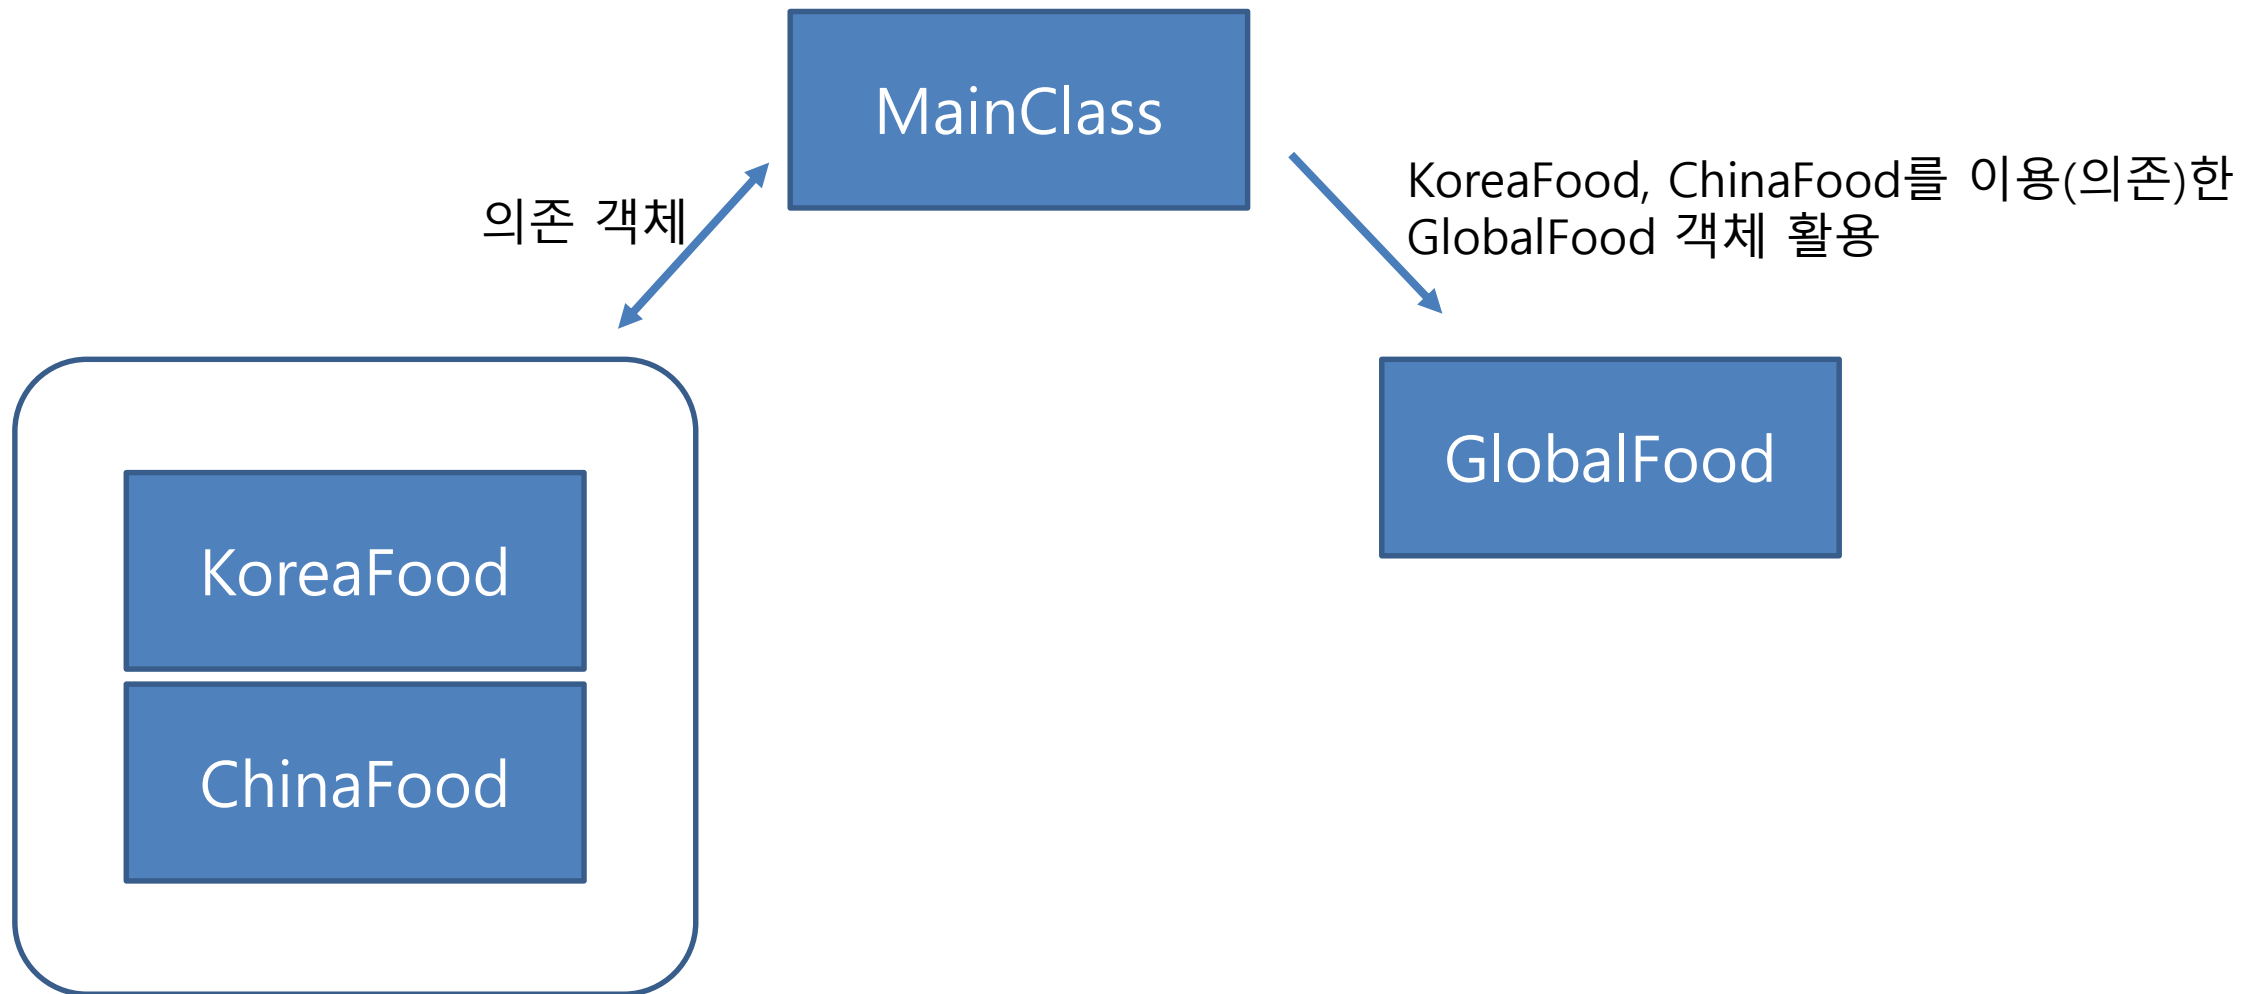 MainClass
의존 객체
KoreaFood, ChinaFood를 이용(의존)한
GlobalFood 객체 활용
GlobalFood
KoreaFood
ChinaFood